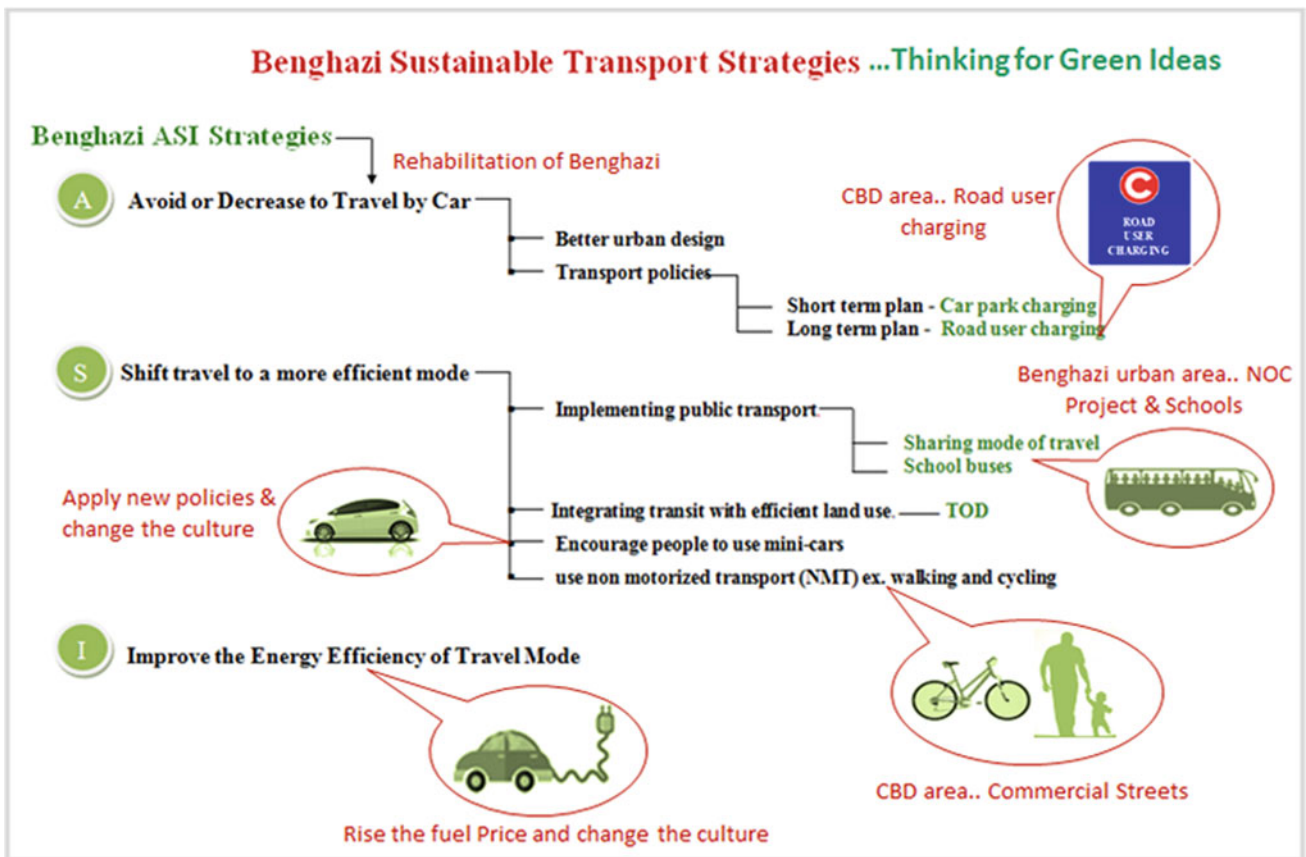 Benghazi Sustainable Transport Strategies ...Thinking for Green Ideas
Benghazi ASI Strategies
Rehabilitation of Benghazi
A
Avoid or Decrease to Travel by Car
CBD area.. Road user
charging
C
ROAD
USER
CHARGING
Better urban design
Transport policies
Short term plan - Car park charging
Long term plan - Road user charging
S
Shift travel to a more efficient mode
Benghazi urban area.. NOC
Project & Schools
Implementing public transport
Sharing mode of travel
School buses
Apply new policies &
change the culture
Integrating transit with efficient land use. TOD
Encourage people to use mini-cars
use non motorized transport (NMT) ex. walking and cycling
I
Improve the Energy Efficiency of Travel Mode
CBD area.. Commercial Streets
Rise the fuel Price and change the culture